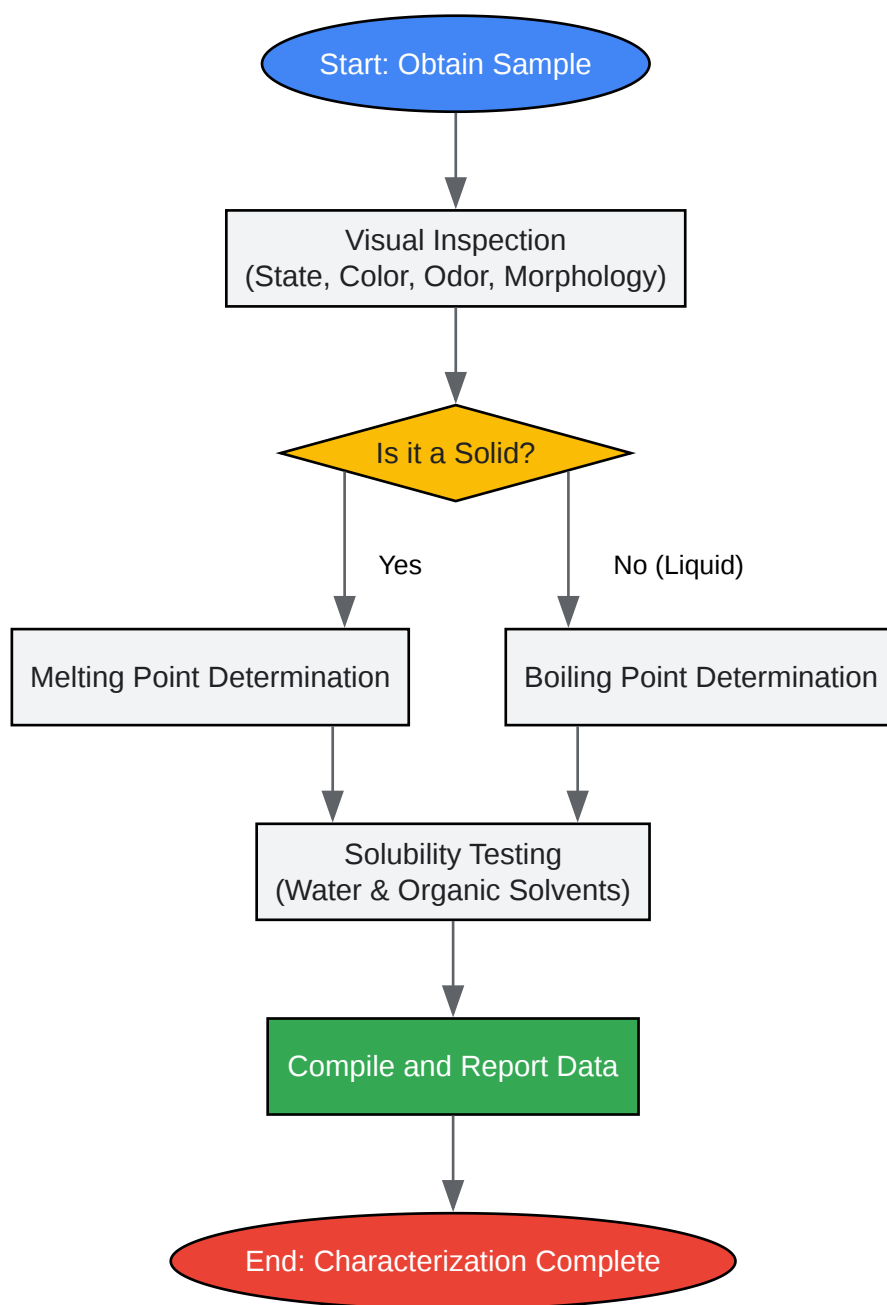 Start: Obtain Sample
Visual Inspection
(State, Color, Odor, Morphology)
Is it a Solid?
Yes
No (Liquid)
Melting Point Determination
Boiling Point Determination
Solubility Testing
(Water & Organic Solvents)
Compile and Report Data
End: Characterization Complete